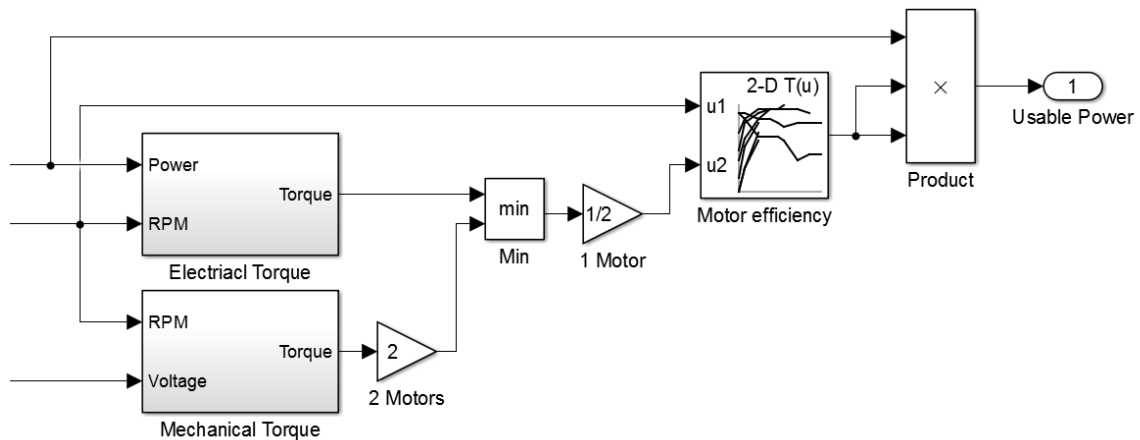 2-D T(u)
u1
u2
Motor efficiency
×
Product
1
Usable Power
Power
RPM
Torque
Electriacl Torque
min
Min
1/2
1 Motor
RPM
Voltage
Torque
Mechanical Torque
2
2 Motors